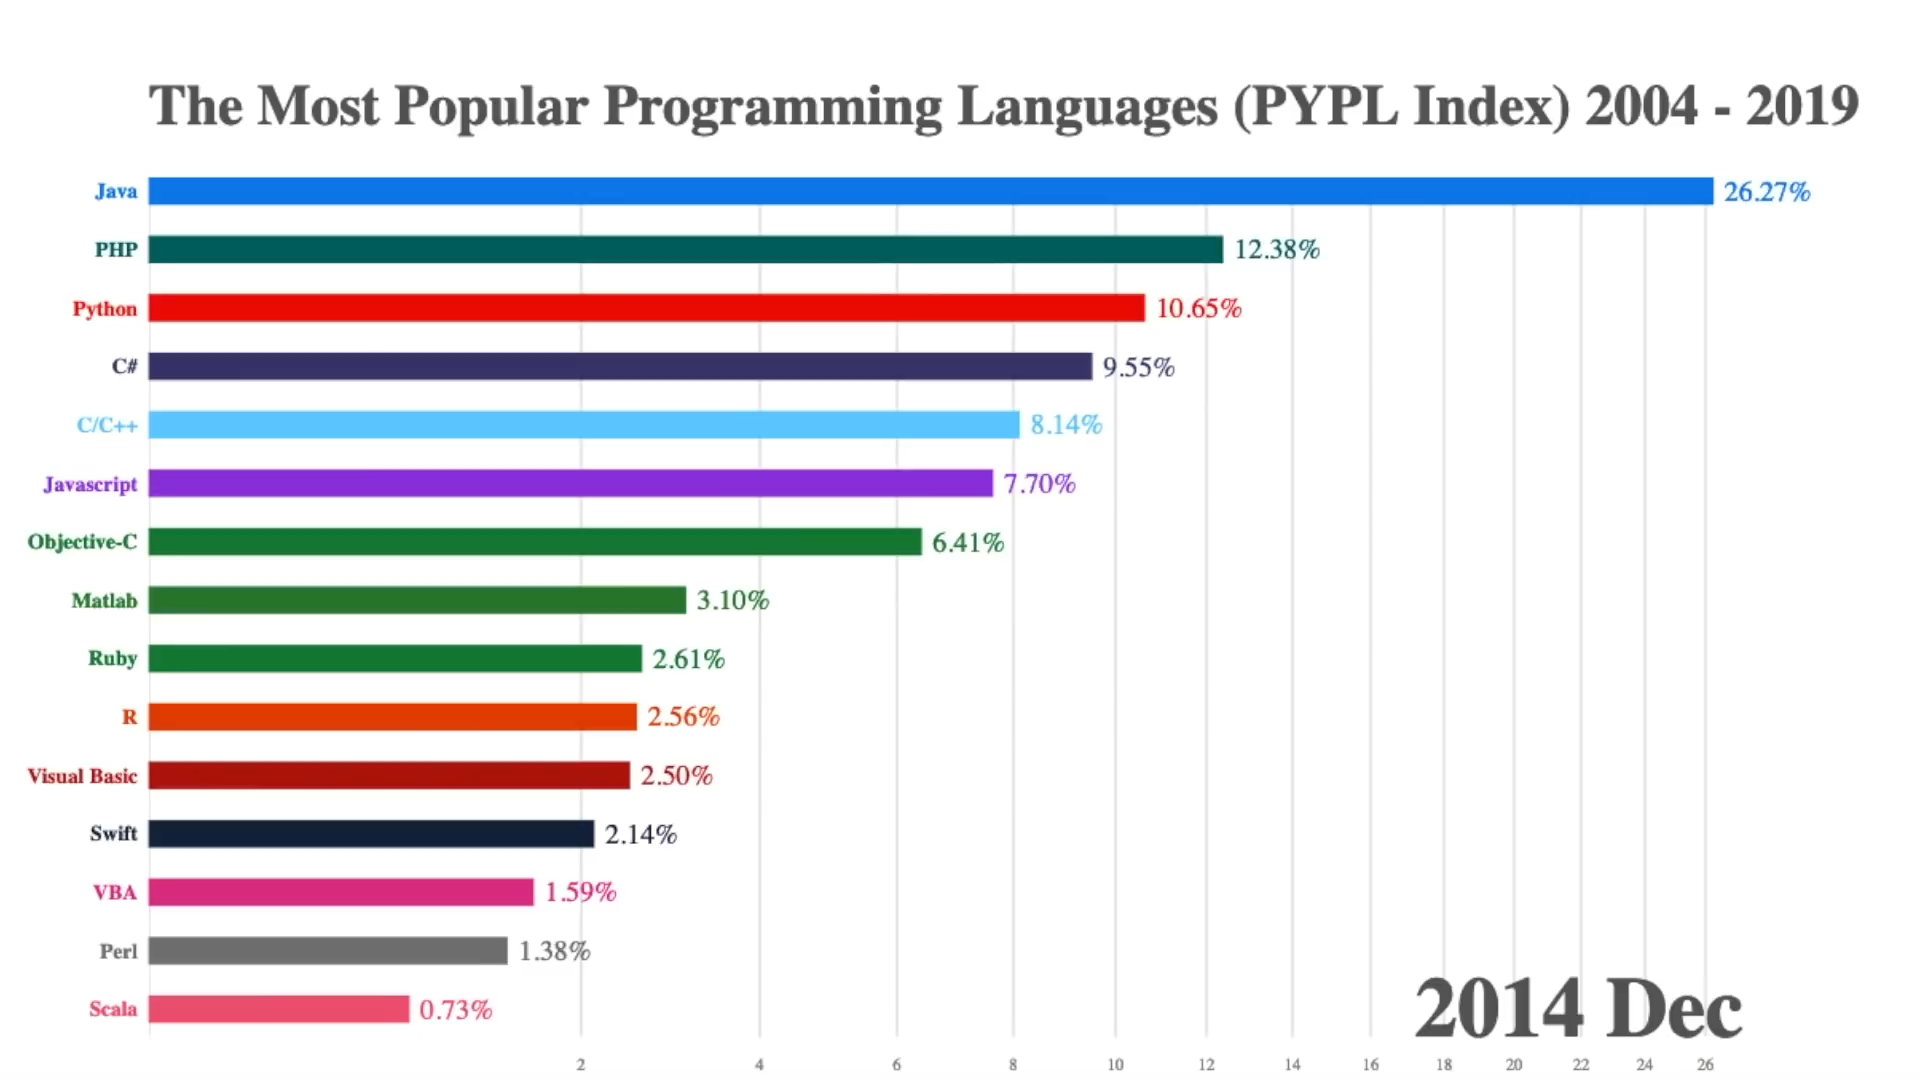 The Most Popular Programming Languages (PYPL Index) 2004 - 2019
Java 26.27%
PHP 12.38%
Python 10.65%
C# 9.55%
C/C++ 8.14%
Javascript 7.70%
Objective-C 6.41%
Matlab 3.10%
Ruby 2.61%
R 2.56%
Visual Basic 2.50%
Swift 2.14%
VBA 1.59%
Perl 1.38%
Scala 0.73%
2014 Dec
2 4 6 8 10 12 14 16 18 20 22 24 26